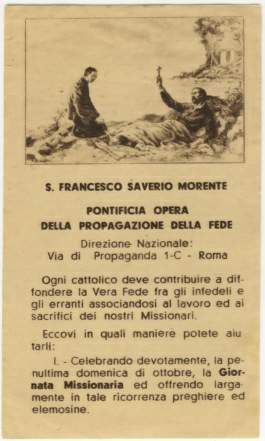 S. FRANCESCO SAVERIO MORENTE
PONTIFICIA OPERA
DELLA PROPAGAZIONE DELLA FEDE
Direzione Nazionale:
Via di Propaganda 1-C - Roma
Ogni cattolico deve contribuire a dif-
fondere la Vera Fede fra gli infedeli e
gli erranti associandosi al lavoro ed ai
sacrifici dei nostri Missionari.
Eccovi in quali maniere potete aiu
tarli:
I. - Celebrando devotamente, la pe-
nultima domenica di ottobre, la Gior-
nata Missionaria ed offrendo larga-
mente in tale ricorrenza preghiere ed
elemosine.